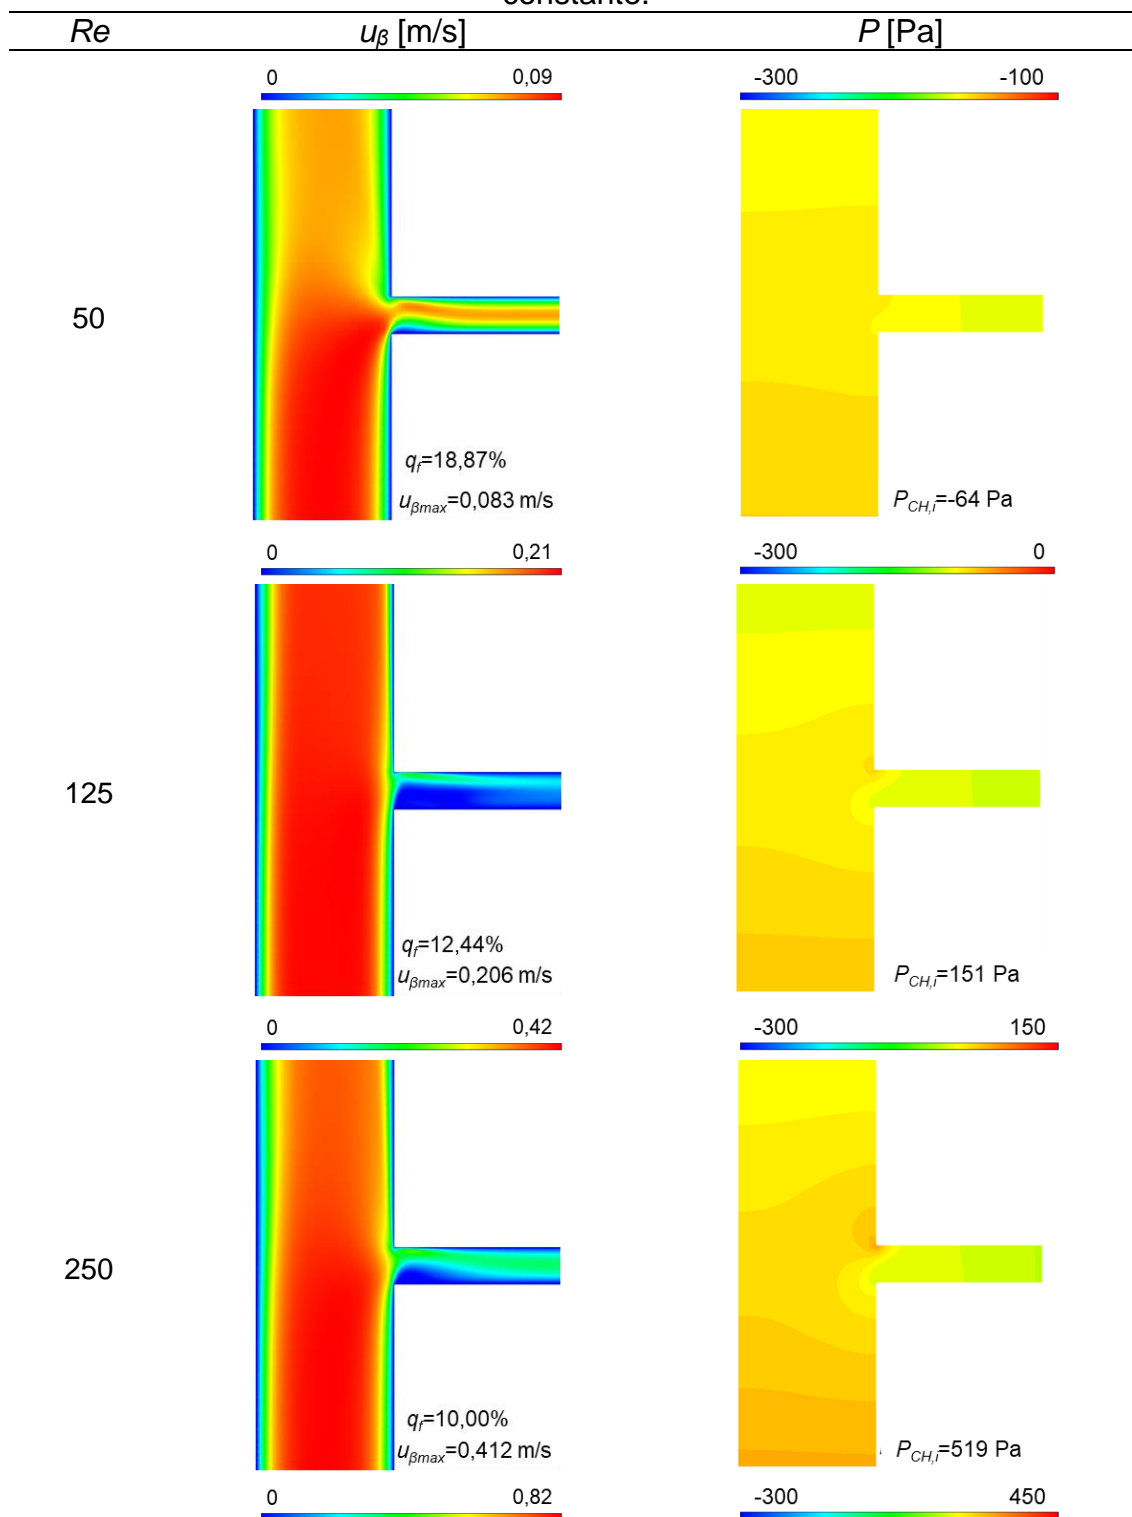 constante.
Re uβ [m/s] P [Pa]
0 0,09 -300 -100
50
qf=18,87%
uβmax=0,083 m/s PCH,i=-64 Pa
0 0,21 -300 0
125
qf=12,44%
uβmax=0,206 m/s PCH,i=151 Pa
0 0,42 -300 150
250
qf=10,00%
uβmax=0,412 m/s PCH,i=519 Pa
0 0,82 -300 450